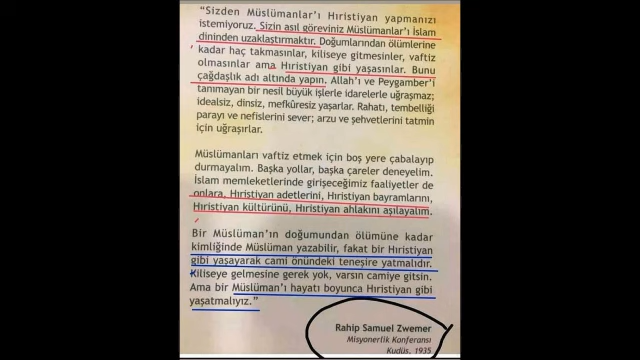 “Sizden Müslümanlar’ı Hıristiyan yapmanızı
istemiyoruz. Sizin asıl göreviniz Müslümanlar’ı İslam
dininden uzaklaştırmaktır. Doğumlarından ölümlerine
kadar haç takmasınlar, kiliseye gitmesinler, vaftiz
olmasınlar ama Hıristiyan gibi yaşasınlar. Bunu
çağdaşlık adı altında yapın. Allah’ı ve Peygamber’i
tanımayan bir nesil büyük işlerle idarelerle uğraşmaz;
idealsiz, dinsiz, mefkûresiz yaşarlar. Rahatı, tembelliği
parayı ve nefislerini sever; arzu ve şehvetlerini tatmin
için uğraşırlar.
Müslümanları vaftiz etmek için boş yere çabalayıp
durmayalım. Başka yollar, başka çareler deneyelim.
İslam memleketlerinde girişeceğimiz faaliyetler de
onlara, Hıristiyan adetlerini, Hıristiyan bayramlarını,
Hıristiyan kültürünü, Hıristiyan ahlakını aşılayalım.
Bir Müslüman’ın doğumundan ölümüne kadar
kimliğinde Müslüman yazabilir, fakat bir Hıristiyan
gibi yaşayarak cami önündeki teneşire yatmalıdır.
Kiliseye gelmesine gerek yok, varsın camiye gitsin.
Ama bir Müslüman’ı hayatı boyunca Hıristiyan gibi
yaşatmalıyız.”
Rahip Samuel Zwemer
Misyonerlik Konferansı
Kudüs, 1935